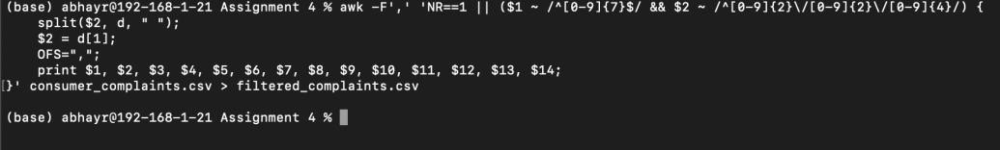 (base) abhayr@192-168-1-21 Assignment 4 % awk -F',' 'NR==1 || ($1 ~ /^[0-9]{7}$/ && $2 ~ /^[0-9]{2}\/[0-9]{2}\/[0-9]{4}/) {
    split($2, d, " ");
    $2 = d[1];
    OFS=",";
    print $1, $2, $3, $4, $5, $6, $7, $8, $9, $10, $11, $12, $13, $14;
[}' consumer_complaints.csv > filtered_complaints.csv
(base) abhayr@192-168-1-21 Assignment 4 %